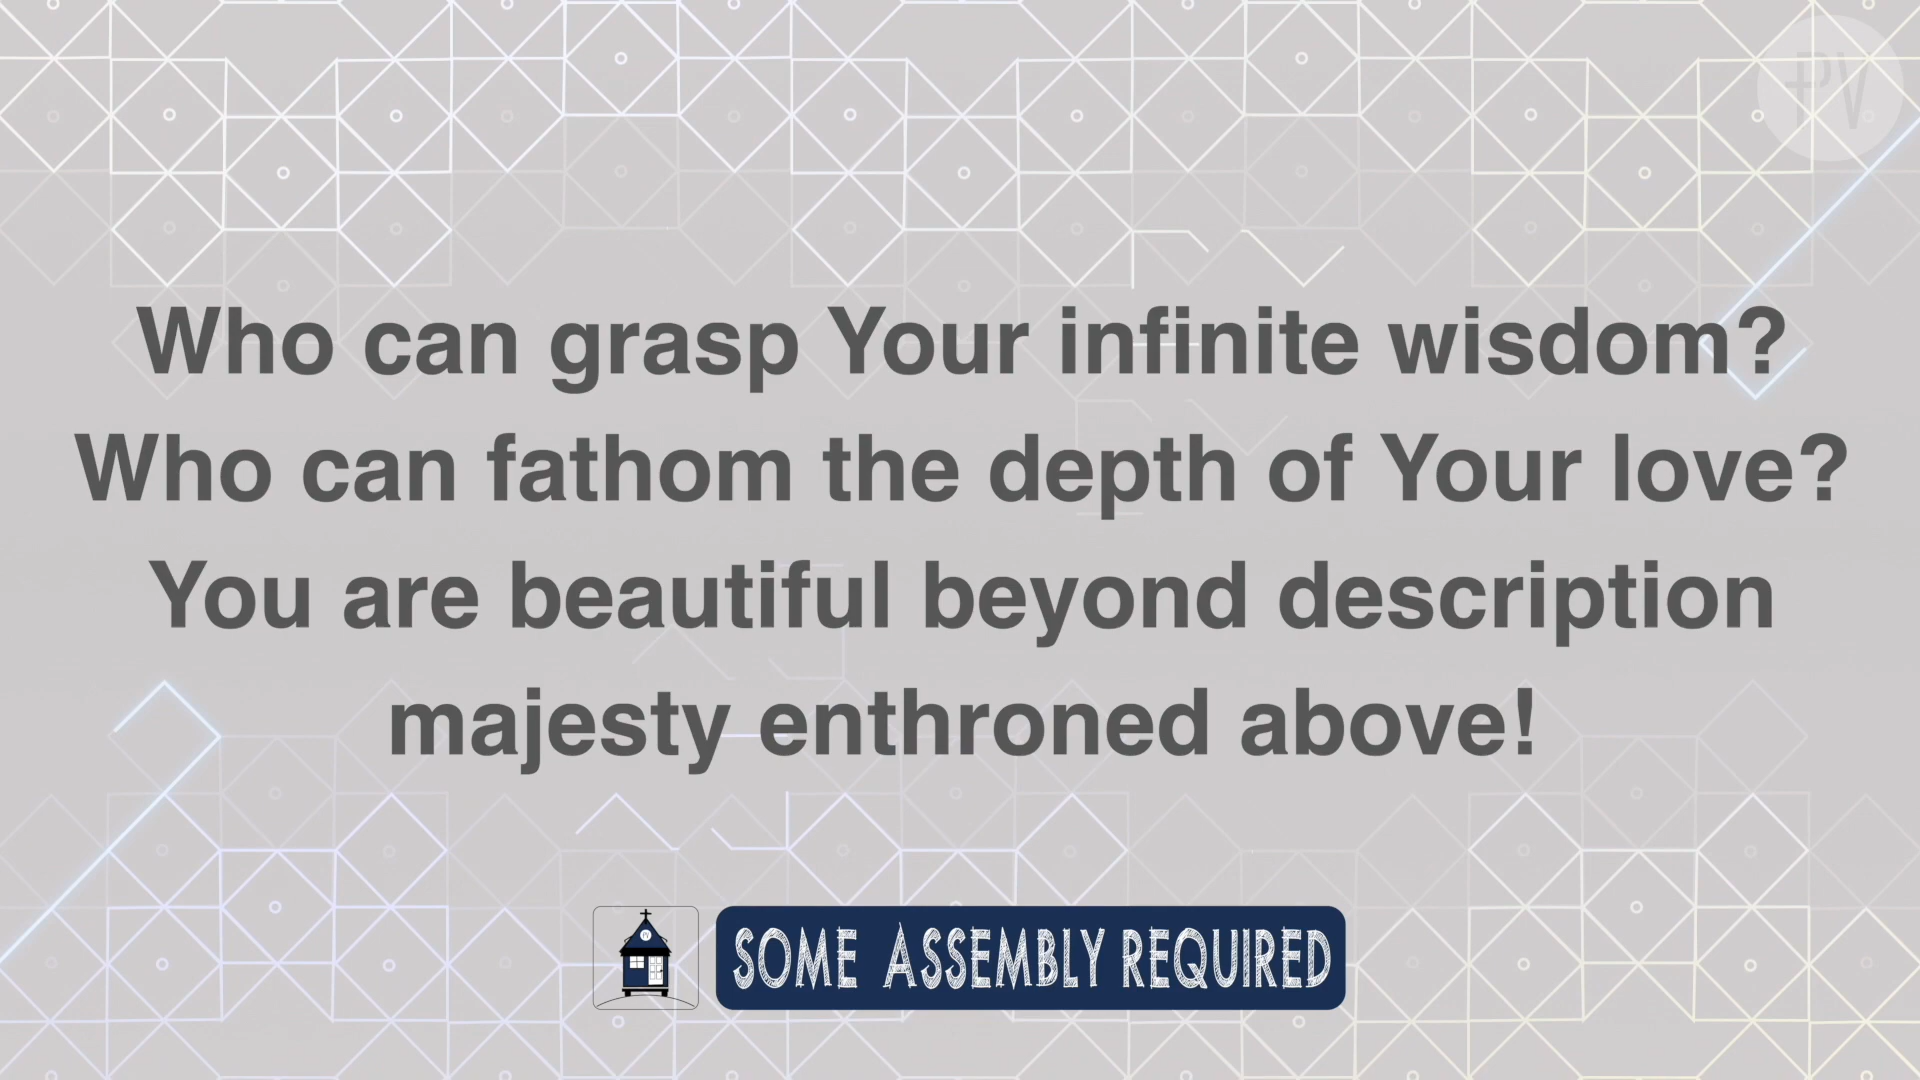 PV
Who can grasp Your infinite wisdom?
Who can fathom the depth of Your love?
You are beautiful beyond description
majesty enthroned above!
SOME ASSEMBLY REQUIRED